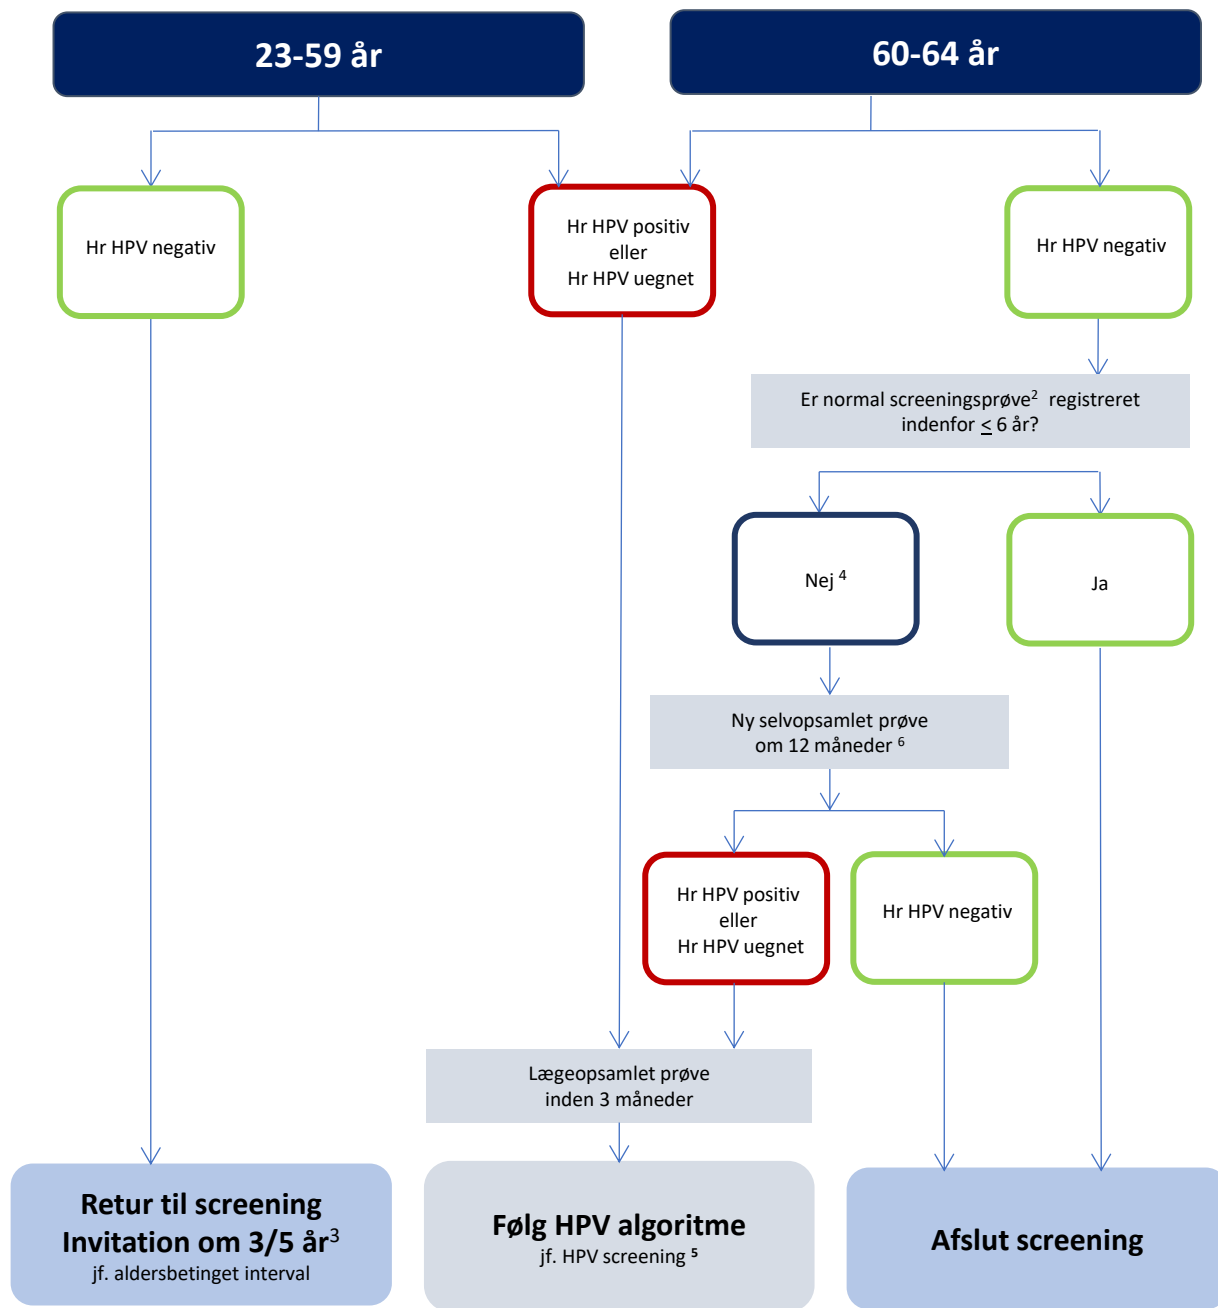 23-59 år
60-64 år
Hr HPV negativ
Hr HPV positiv
eller
Hr HPV uegnet
Hr HPV negativ
Er normal screeningsprøve² registreret
indenfor ≤ 6 år?
Nej ⁴
Ja
Ny selvopsamlet prøve
om 12 måneder ⁶
Hr HPV positiv
eller
Hr HPV uegnet
Hr HPV negativ
Lægeopsamlet prøve
inden 3 måneder
Retur til screening
Invitation om 3/5 år³
jf. aldersbetinget interval
Følg HPV algoritme
jf. HPV screening ⁵
Afslut screening